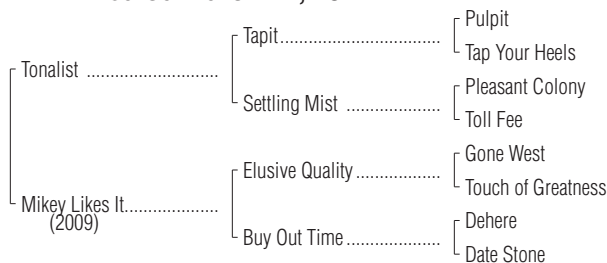 Pulpit
Tapit
Tap Your Heels
Tonalist
Pleasant Colony
Settling Mist
Toll Fee
Gone West
Elusive Quality
Touch of Greatness
Mikey Likes It
(2009)
Dehere
Buy Out Time
Date Stone